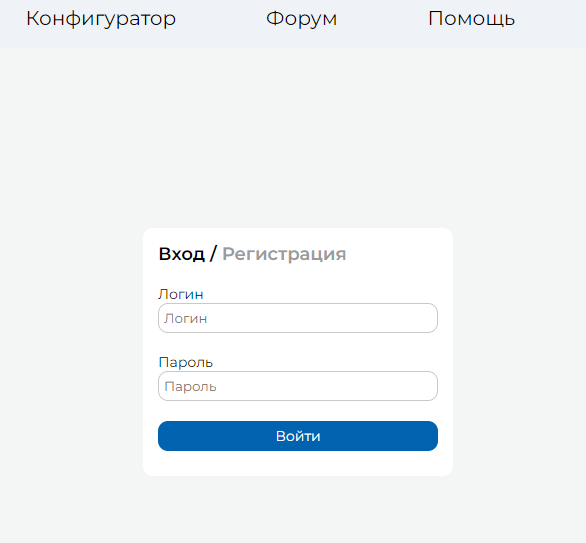 Конфигуратор Форум Помощь
Вход / Регистрация
Логин
Логин
Пароль
Пароль
Войти